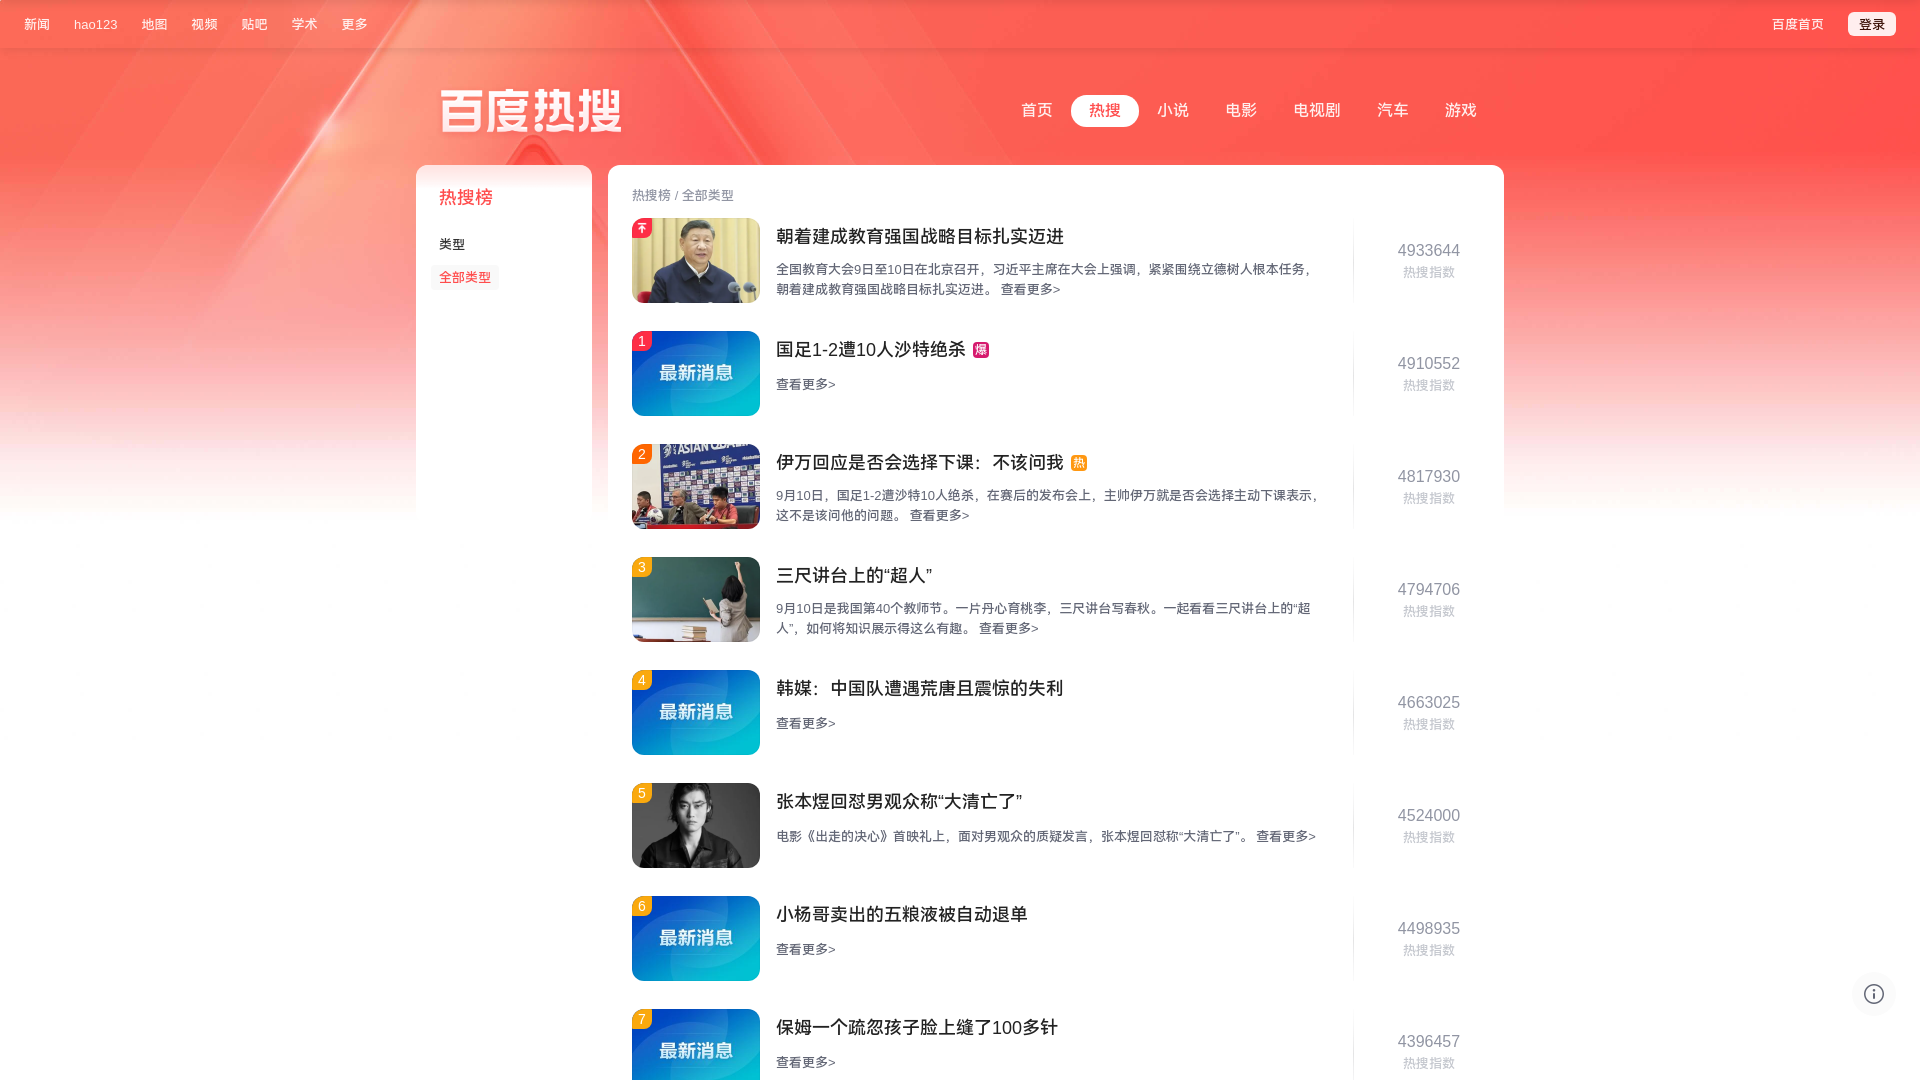 新闻
hao123
地图
视频
贴吧
学术
更多
百度首页
登录
百度热搜
首页
热搜
小说
电影
电视剧
汽车
游戏
热搜榜
类型
全部类型
热搜榜 / 全部类型
朝着建成教育强国战略目标扎实迈进
全国教育大会9日至10日在北京召开，习近平主席在大会上强调，紧紧围绕立德树人根本任务，
朝着建成教育强国战略目标扎实迈进。 查看更多>
4933644
热搜指数
1
最新消息
国足1-2遭10人沙特绝杀 爆
查看更多>
4910552
热搜指数
2
伊万回应是否会选择下课：不该问我 热
9月10日，国足1-2遭沙特10人绝杀，在赛后的发布会上，主帅伊万就是否会选择主动下课表示，
这不是该问他的问题。 查看更多>
4817930
热搜指数
3
三尺讲台上的“超人”
9月10日是我国第40个教师节。一片丹心育桃李，三尺讲台写春秋。一起看看三尺讲台上的“超
人”，如何将知识展示得这么有趣。 查看更多>
4794706
热搜指数
4
最新消息
韩媒：中国队遭遇荒唐且震惊的失利
查看更多>
4663025
热搜指数
5
张本煜回怼男观众称“大清亡了”
电影《出走的决心》首映礼上，面对男观众的质疑发言，张本煜回怼称“大清亡了”。 查看更多>
4524000
热搜指数
6
最新消息
小杨哥卖出的五粮液被自动退单
查看更多>
4498935
热搜指数
7
最新消息
保姆一个疏忽孩子脸上缝了100多针
查看更多>
4396457
热搜指数